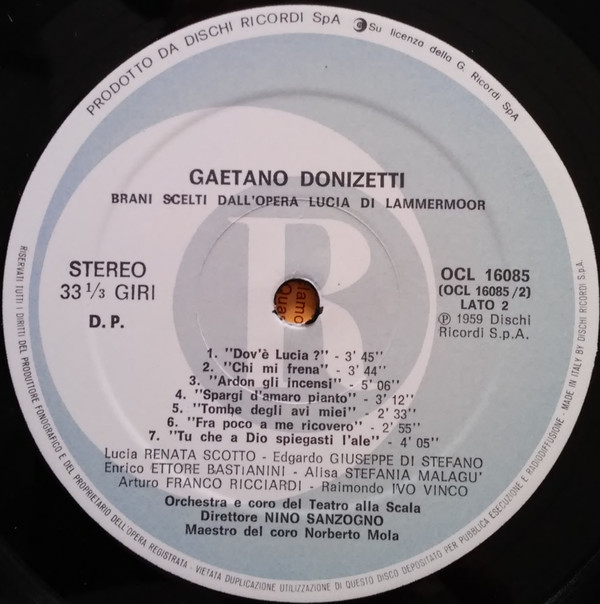 PRODOTTO DA DISCHI RICORDI SpA
Su licenza della G. Ricordi SpA
R
GAETANO DONIZETTI
BRANI SCELTI DALL'OPERA LUCIA DI LAMMERMOOR
STEREO
33 1/3 GIRI
D. P.
OCL 16085
(OCL 16085/2)
LATO 2
Ⓟ 1959 Dischi
Ricordi S.p.A.
1. "Dov'è Lucia ?" - 3' 45"
2. "Chi mi frena" - 3' 44"
3. "Ardon gli incensi" - 5' 06"
4. "Spargi d'amaro pianto" - 3' 12"
5. "Tombe degli avi miei" - 2' 33"
6. "Fra poco a me ricovero" - 2' 55"
7. "Tu che a Dio spiegasti l'ale" - 4' 05"
Lucia RENATA SCOTTO - Edgardo GIUSEPPE DI STEFANO
Enrico ETTORE BASTIANINI - Alisa STEFANIA MALAGU'
Arturo FRANCO RICCIARDI - Raimondo IVO VINCO
Orchestra e coro del Teatro alla Scala
Direttore NINO SANZOGNO
Maestro del coro Norberto Mola
RISERVATI TUTTI I DIRITTI DEL PRODUTTORE FONOGRAFICO E DEL PROPRIETARIO DELL'OPERA REGISTRATA - VIETATA DUPLICAZIONE UTILIZZAZIONE DI QUESTO DISCO DEPOSITATO PER PUBBLICA ESECUZIONE E RADIODIFFUSIONE - MADE IN ITALY BY DISCHI RICORDI S.p.A.